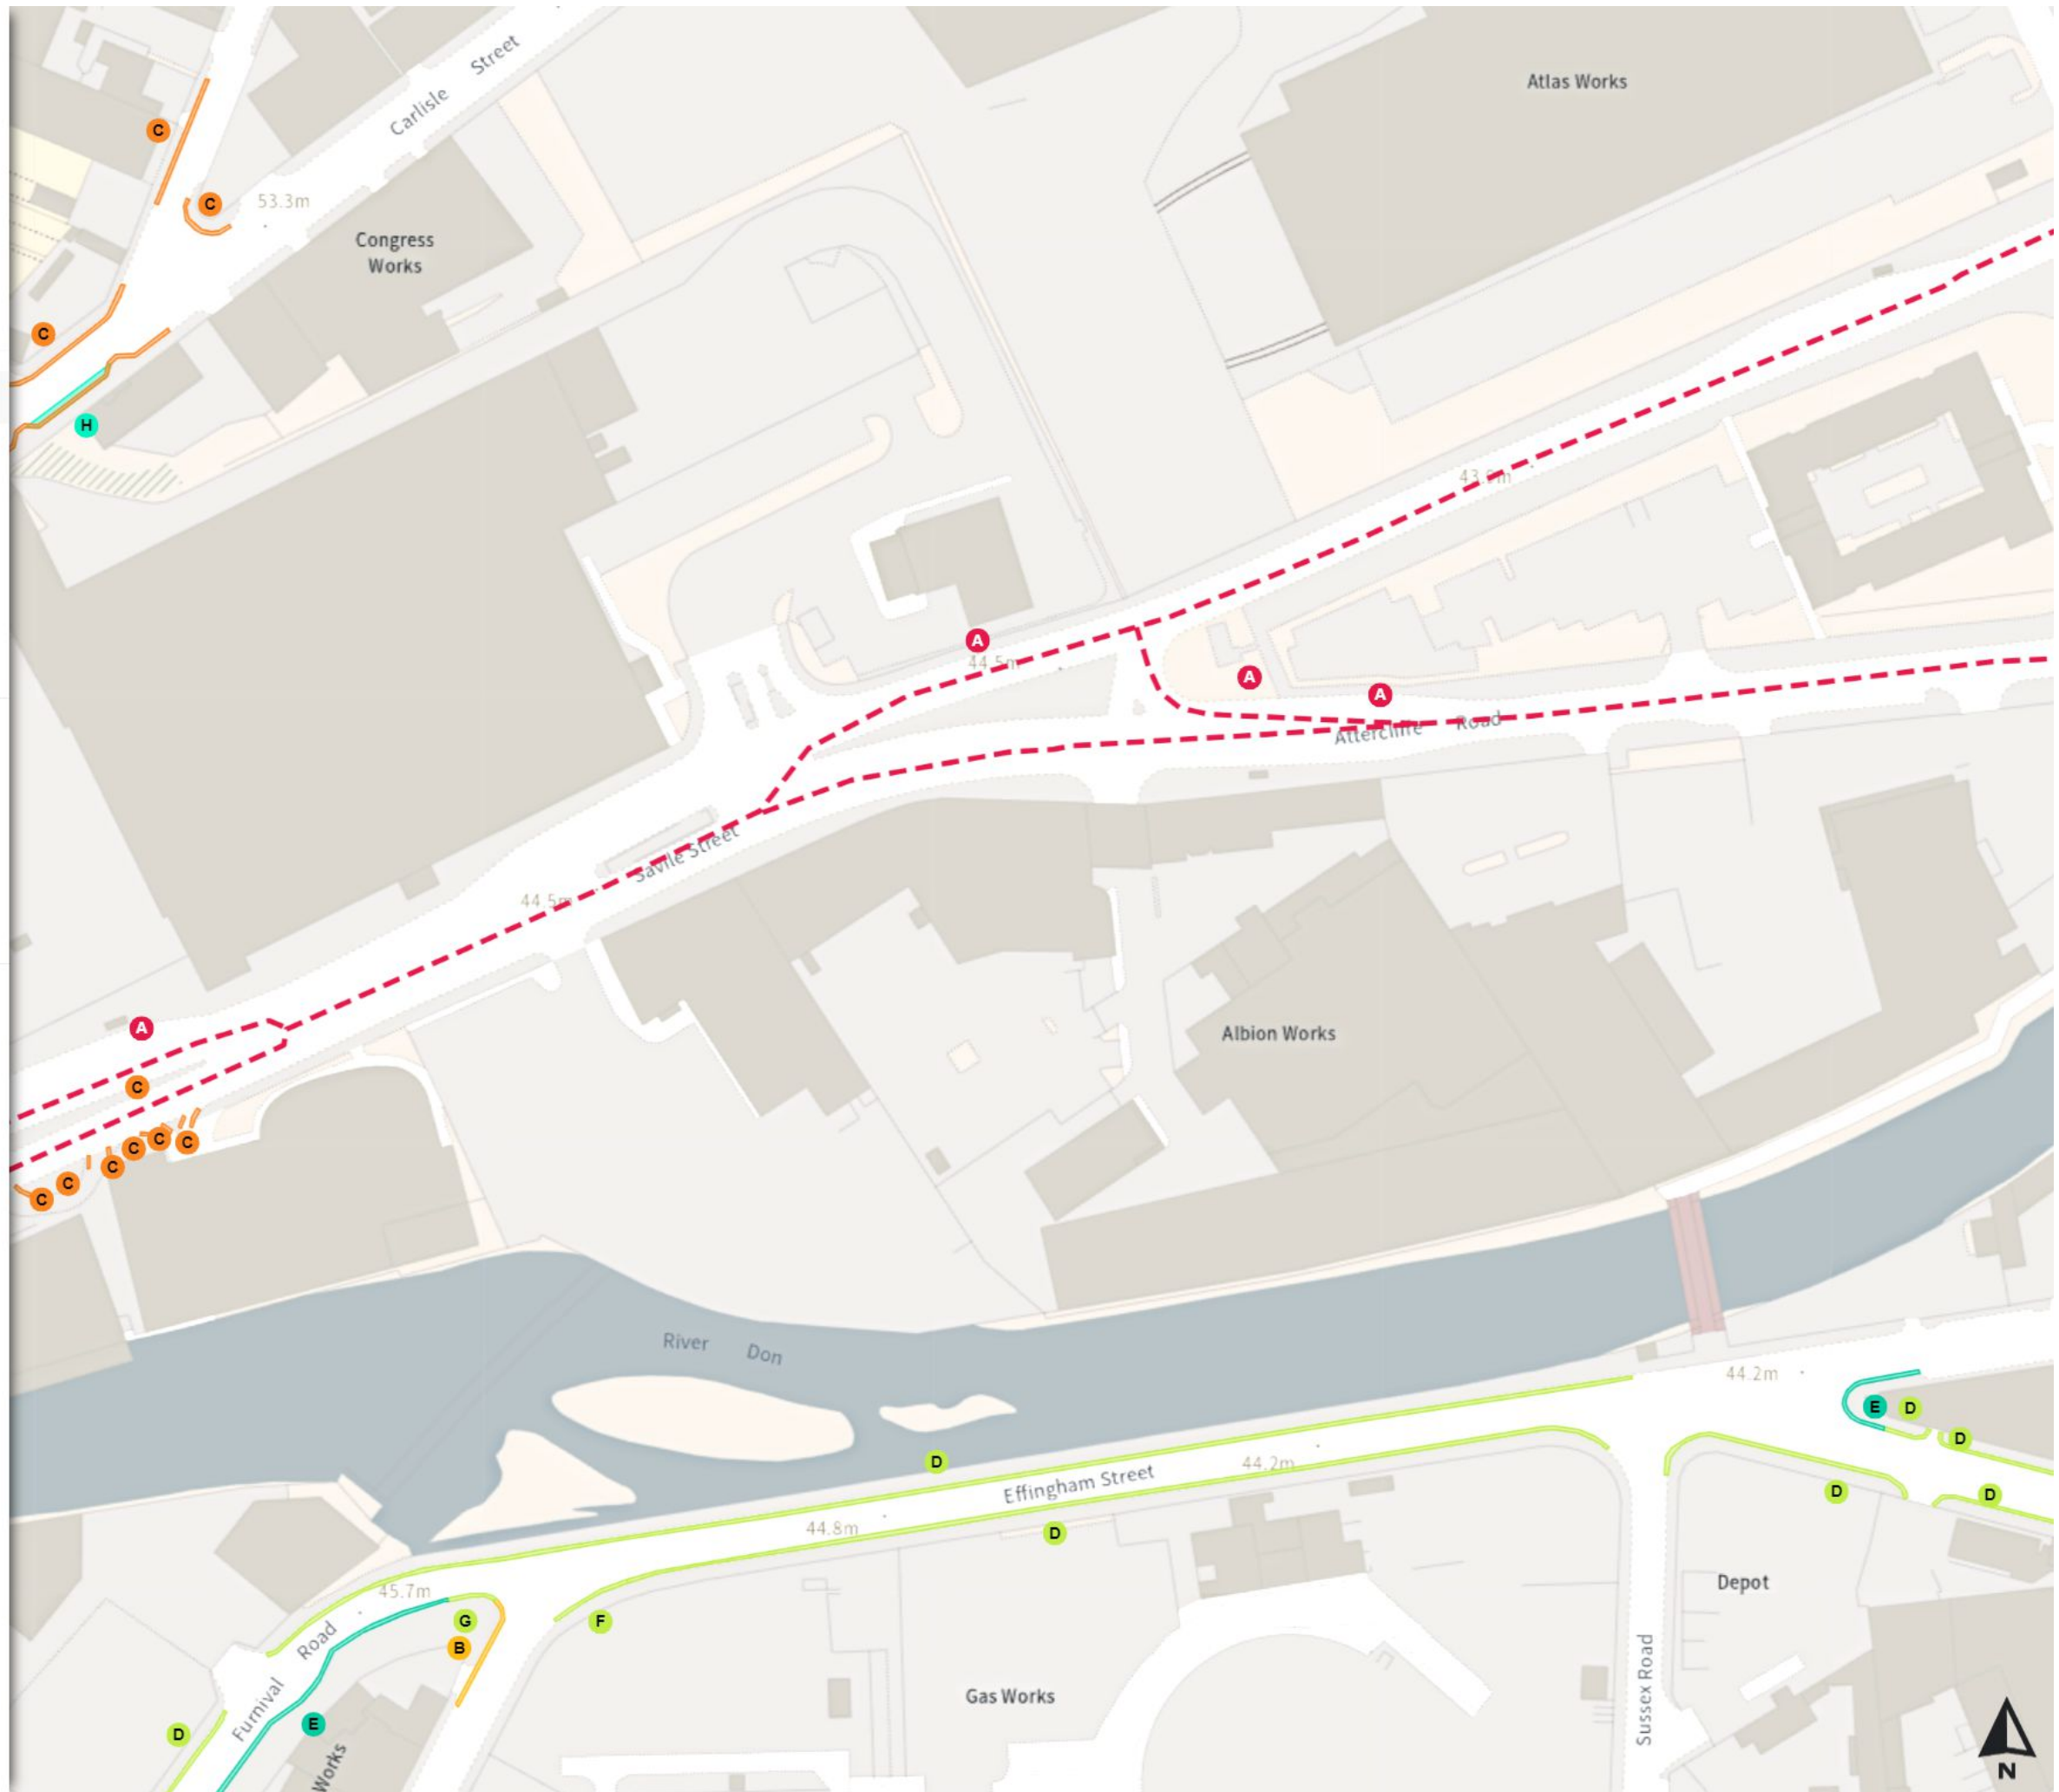 Street
Carlisle
Atlas Works
C
C
53.3m
Congress
Works
C
H
A
44.5m
A
A
Attercliffe Road
Savile Street
44.5m
A
C
C
C
C
C
C
C
Albion Works
River Don
44.2m
E
D
D
D
44.2m
Effingham Street
D
D
44.8m
D
45.7m
G
F
B
Furnival Road
D
E
Works
Gas Works
Depot
Sussex Road
N